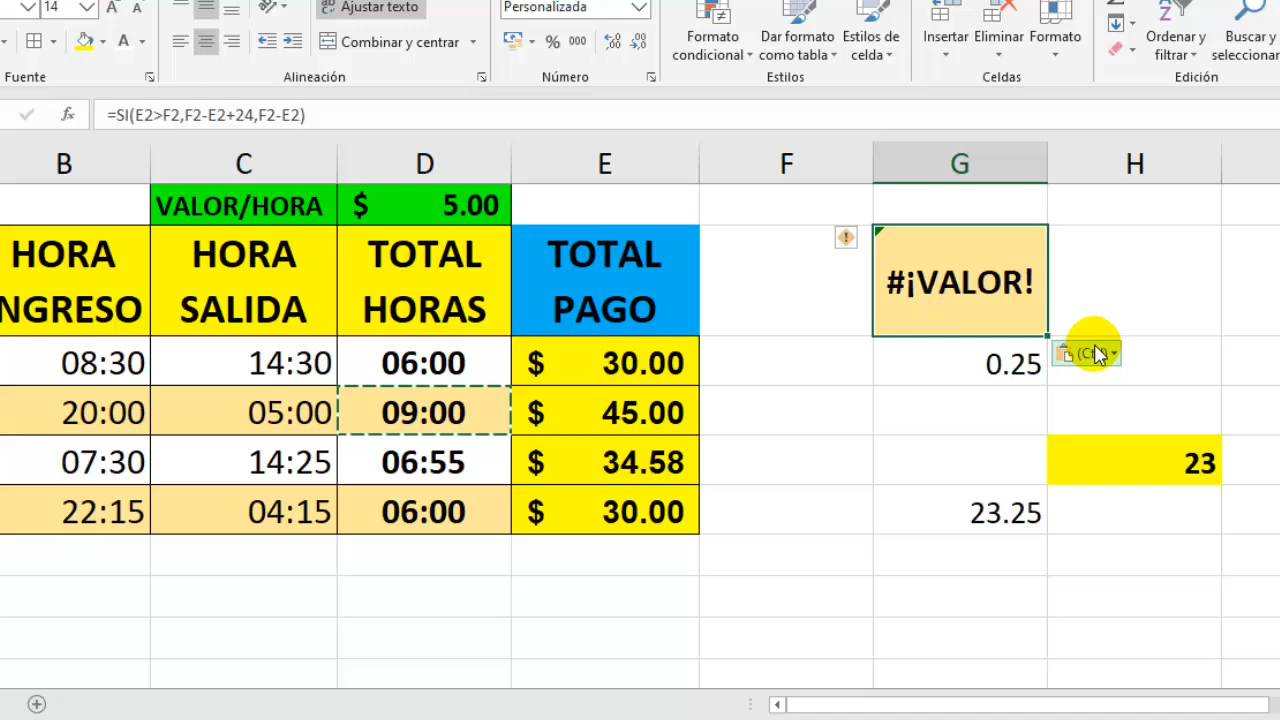 14 A A Ajustar texto Personalizada
A Combinar y centrar % 000
Formato condicional Dar formato como tabla Estilos de celda Insertar Eliminar Formato Ordenar y filtrar Buscar y seleccionar
Fuente Alineación Número Estilos Celdas Edición
fx =SI(E2>F2,F2-E2+24,F2-E2)
B C D E F G H
VALOR/HORA $ 5.00
HORA HORA TOTAL TOTAL #¡VALOR!
NGRESO SALIDA HORAS PAGO
08:30 14:30 06:00 $ 30.00 0.25
20:00 05:00 09:00 $ 45.00
07:30 14:25 06:55 $ 34.58 23
22:15 04:15 06:00 $ 30.00 23.25